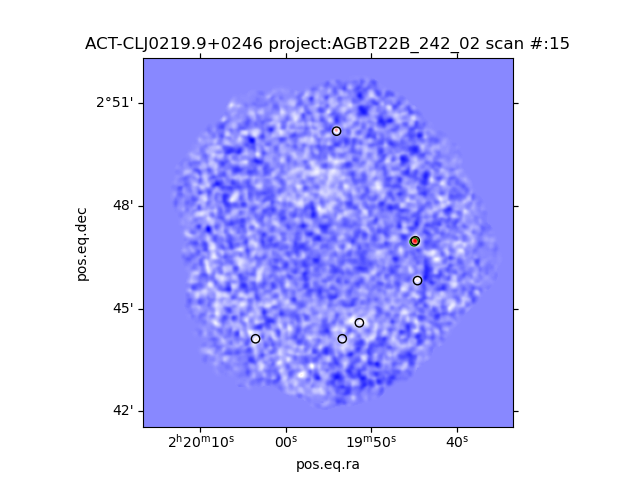 ACT-CLJ0219.9+0246 project:AGBT22B_242_02 scan #:15
2°51'
48'
45'
42'
pos.eq.dec
2ʰ20ᵐ10ˢ 00ˢ 19ᵐ50ˢ 40ˢ
pos.eq.ra